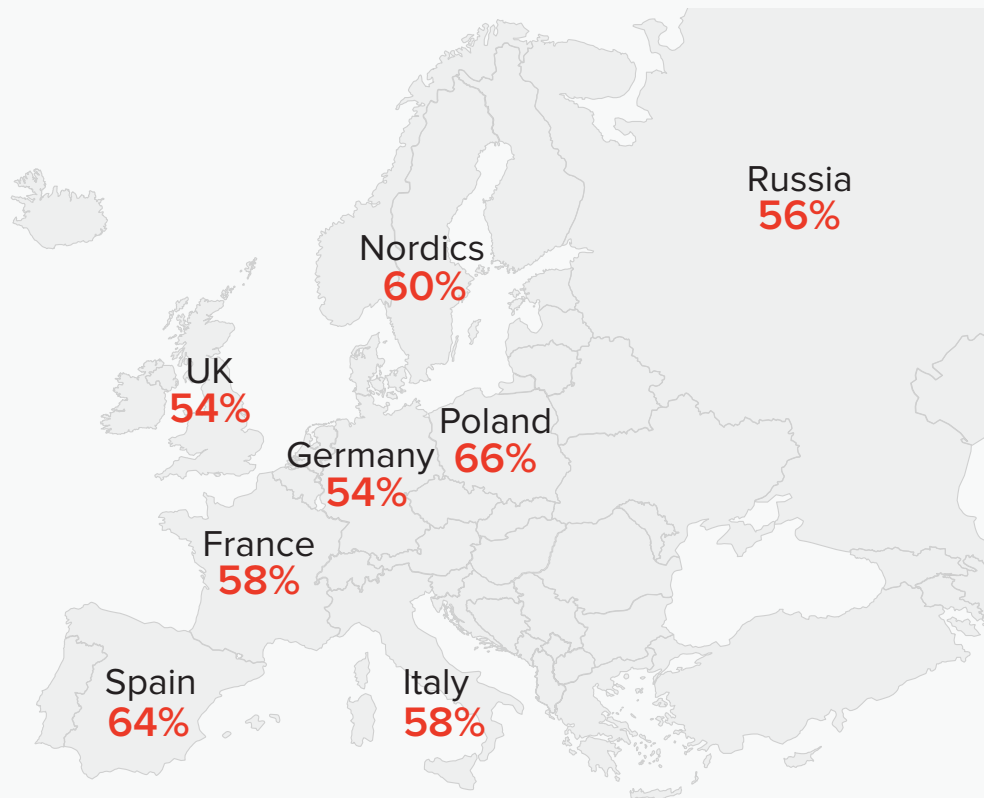 Russia
56%
Nordics
60%
UK
54%
Poland
66%
Germany
54%
France
58%
Spain
64%
Italy
58%